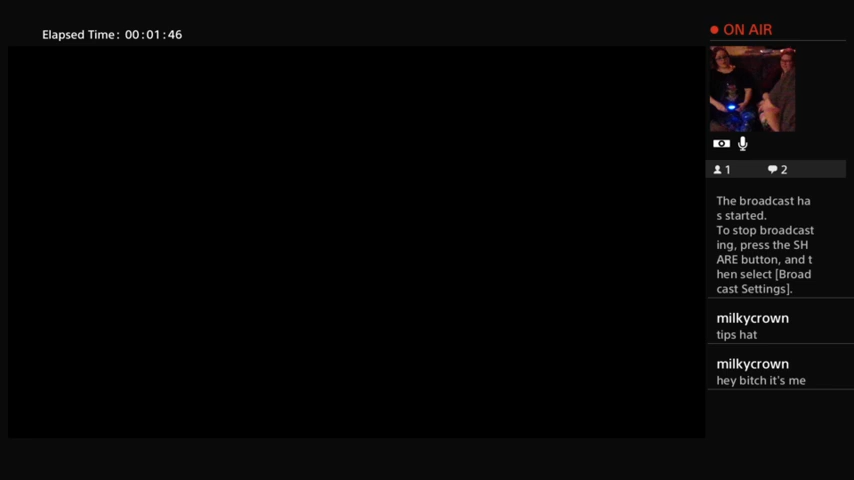 Elapsed Time: 00:01:46
ON AIR
1
2
The broadcast ha
s started.
To stop broadcast
ing, press the SH
ARE button, and t
hen select [Broad
cast Settings].
milkycrown
tips hat
milkycrown
hey bitch it's me